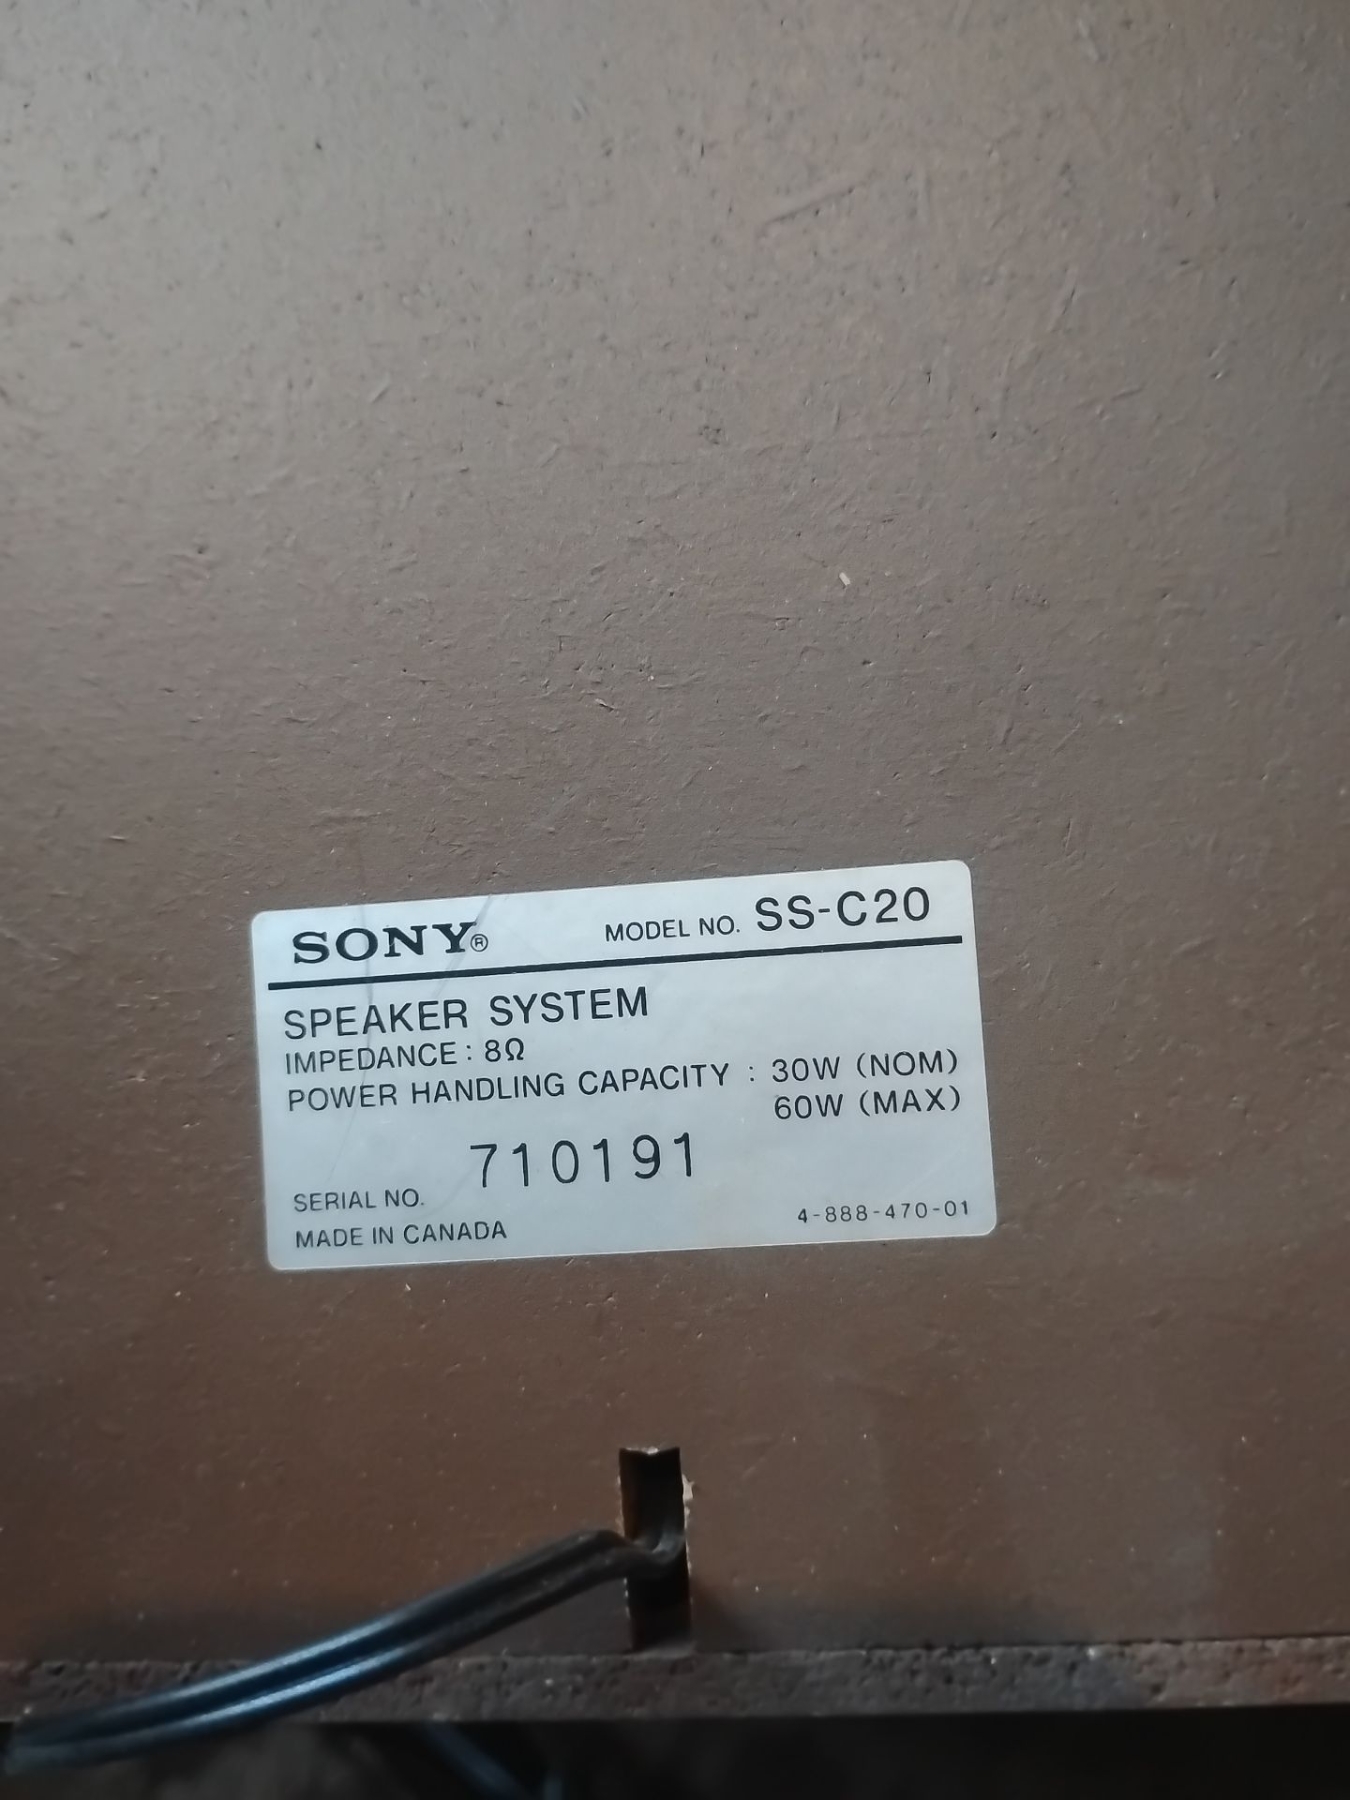 SONY® MODEL NO. SS-C20
SPEAKER SYSTEM
IMPEDANCE : 8Ω
POWER HANDLING CAPACITY : 30W (NOM)
60W (MAX)
SERIAL NO. 710191
MADE IN CANADA 4-888-470-01